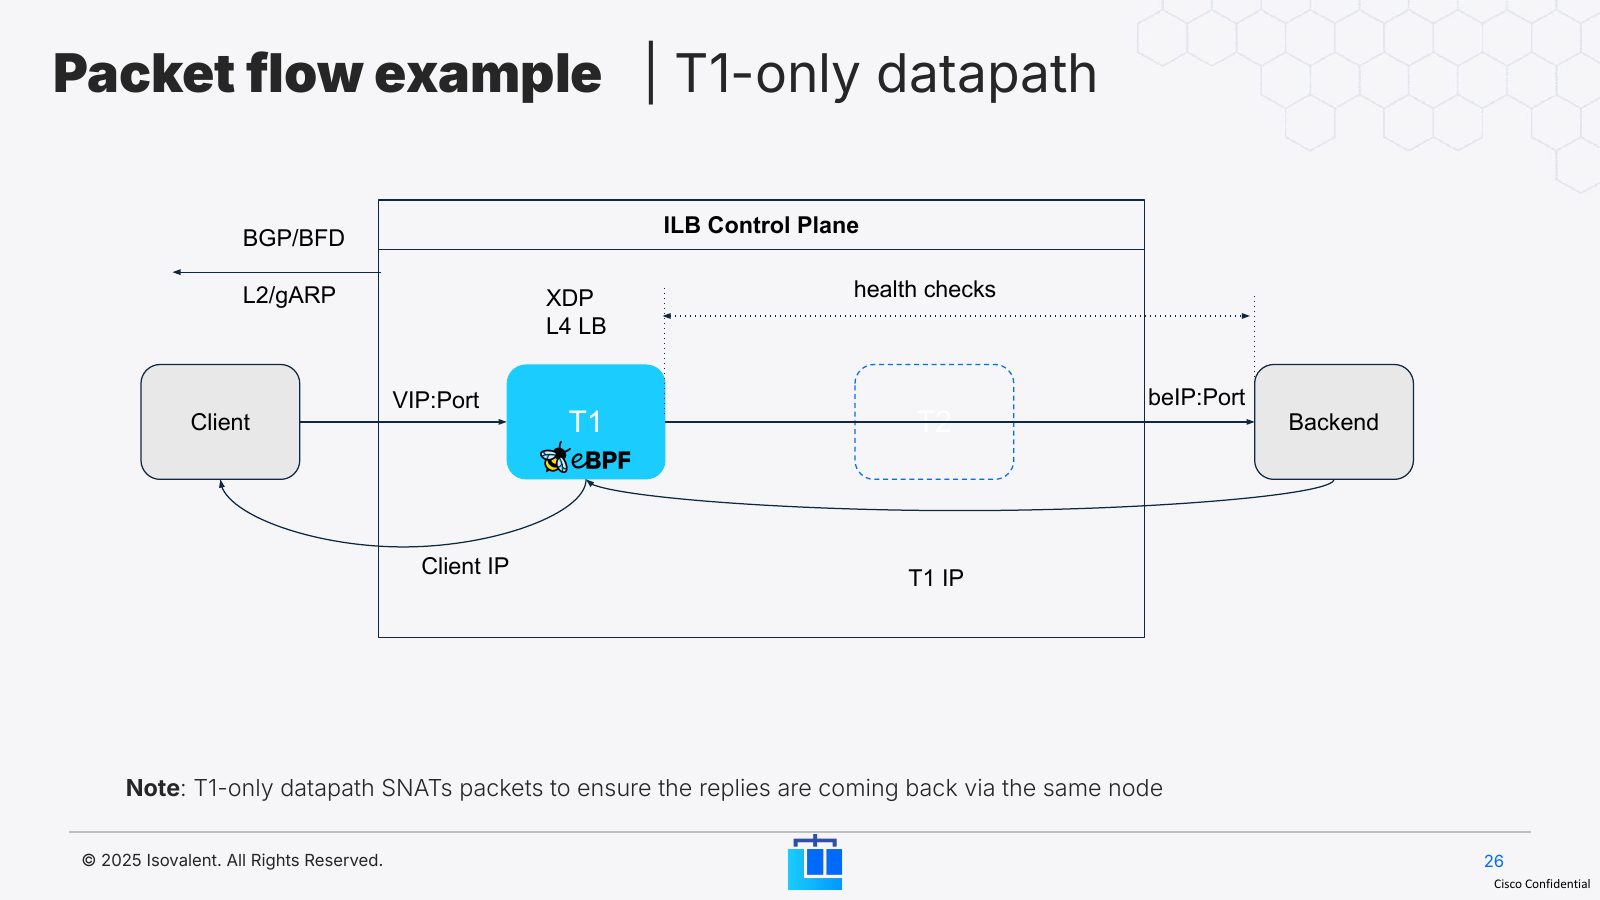 Packet flow example | T1-only datapath
ILB Control Plane
BGP/BFD
L2/gARP
XDP
L4 LB
health checks
Client
VIP:Port
T1
eBPF
T2
beIP:Port
Backend
Client IP
T1 IP
Note: T1-only datapath SNATs packets to ensure the replies are coming back via the same node
© 2025 Isovalent. All Rights Reserved.
26
Cisco Confidential